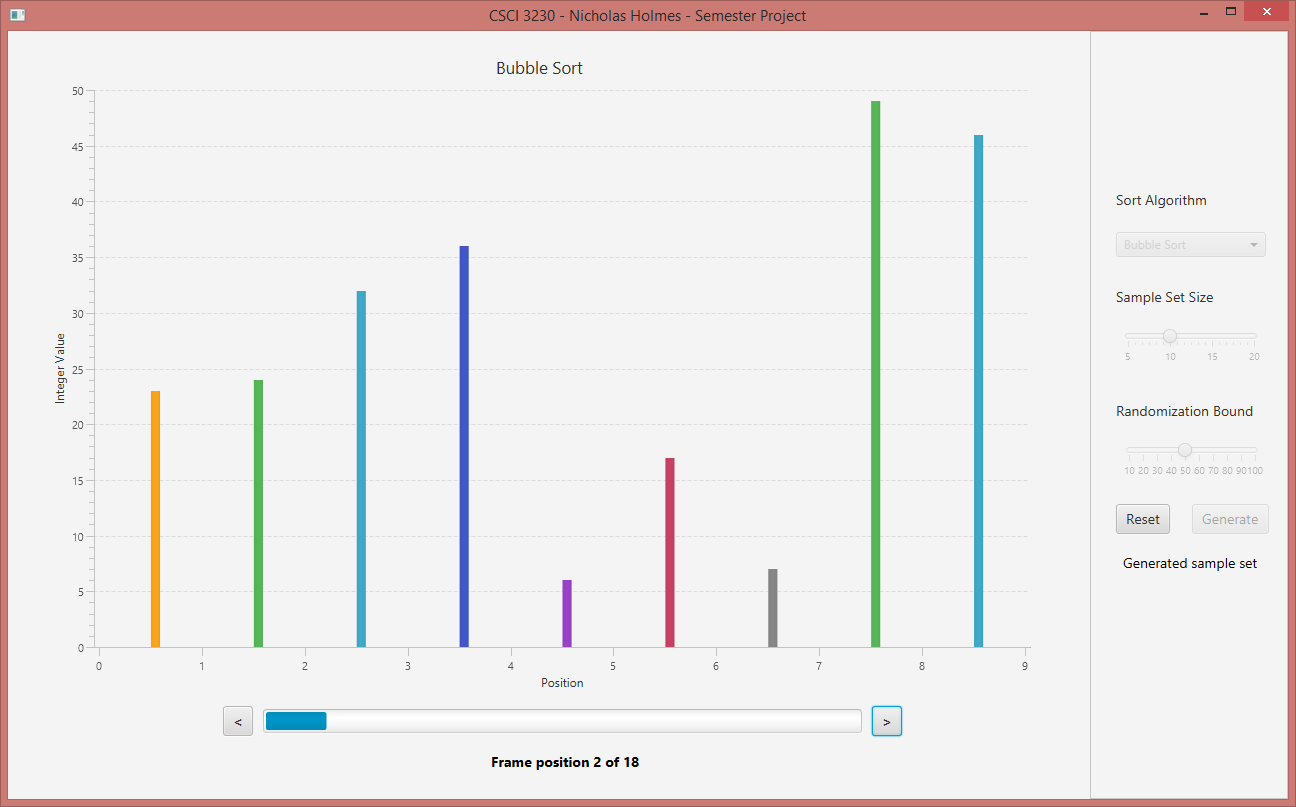 CSCI 3230 - Nicholas Holmes - Semester Project
Bubble Sort
50
45
40
35
30
25
20
15
10
5
0
Integer Value
0 1 2 3 4 5 6 7 8 9
Position
<
>
Frame position 2 of 18
Sort Algorithm
Bubble Sort
Sample Set Size
5 10 15 20
Randomization Bound
10 20 30 40 50 60 70 80 90 100
Reset Generate
Generated sample set